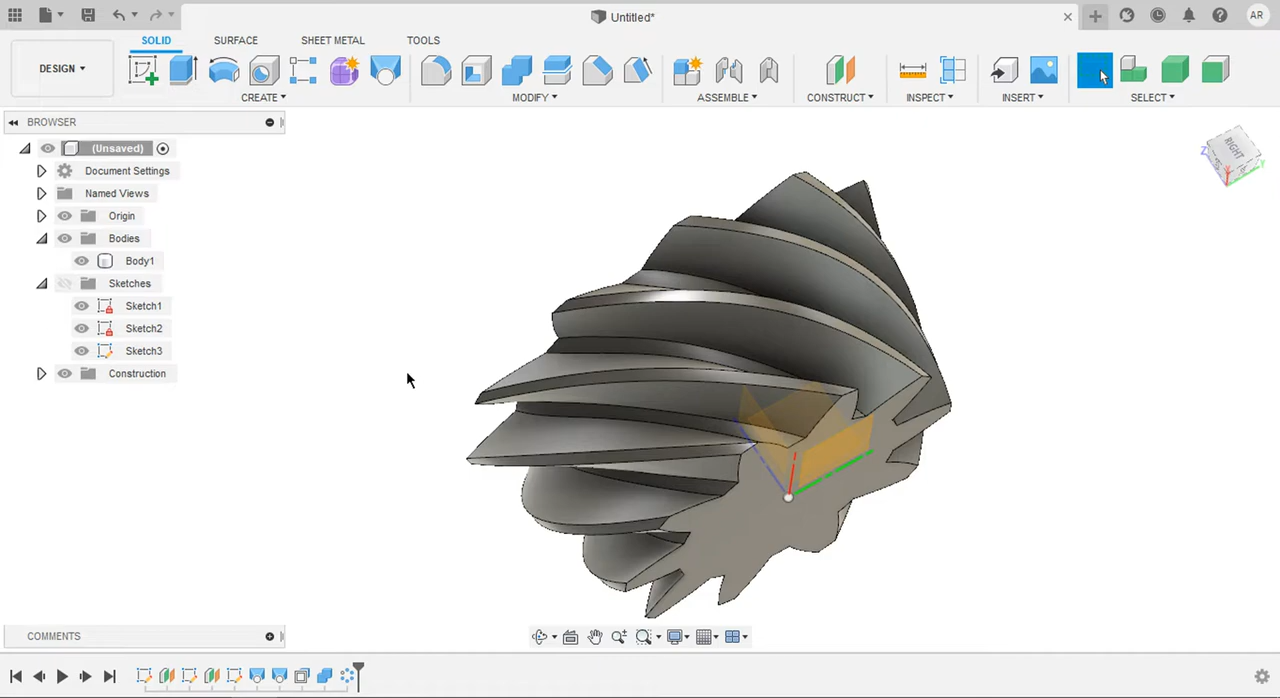 Untitled*
AR
DESIGN
SOLID SURFACE SHEET METAL TOOLS
CREATE MODIFY ASSEMBLE CONSTRUCT INSPECT INSERT SELECT
BROWSER
(Unsaved)
Document Settings
Named Views
Origin
Bodies
Body1
Sketches
Sketch1
Sketch2
Sketch3
Construction
RIGHT
Z
COMMENTS